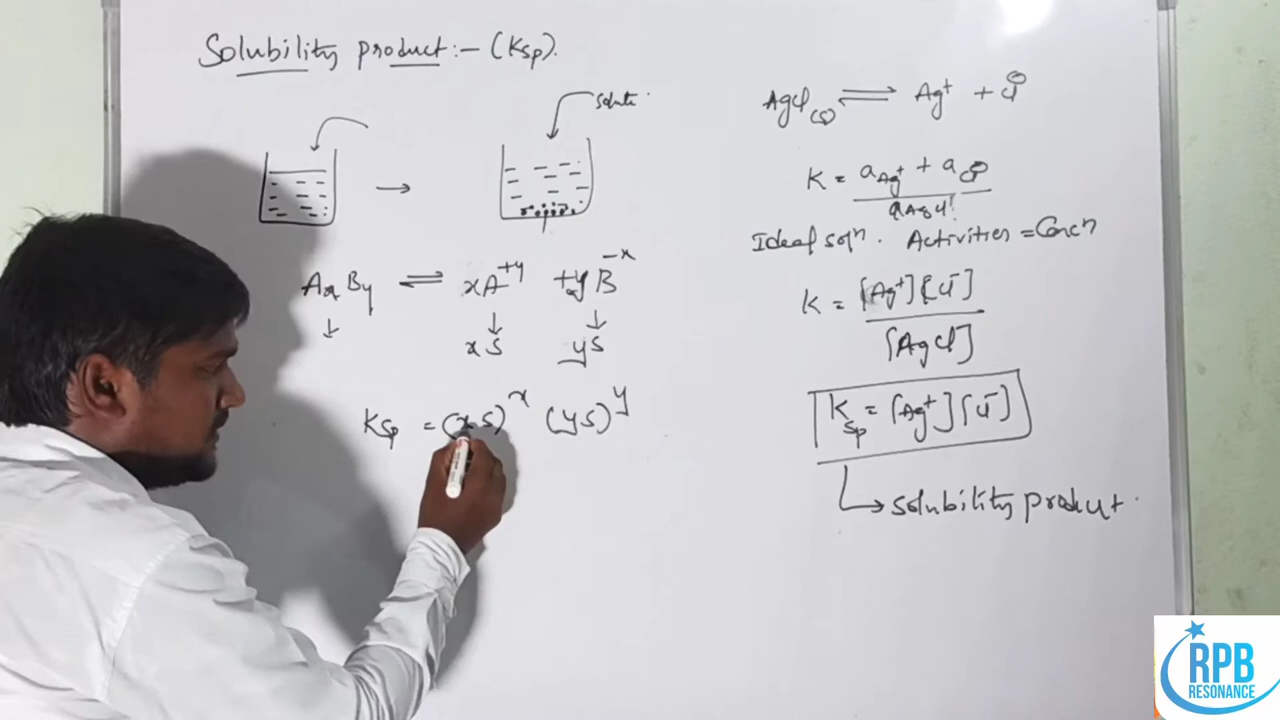 Solubility product :- (Ksp).
solute.
AxBy ⇌ xA⁺ʸ + yB⁻ˣ
↓ ↓ ↓
xS yS
Ksp = (xS)ˣ (yS)ʸ
AgCl(s) ⇌ Ag⁺ + Cl⊖
K = aAg⁺ + aCl⊖
aAgCl
Ideal solⁿ. Activities = Concⁿ
K = [Ag⁺][Cl⁻]
[AgCl]
Ksp = [Ag⁺][Cl⁻]
↳ solubility product.
RPB
RESONANCE